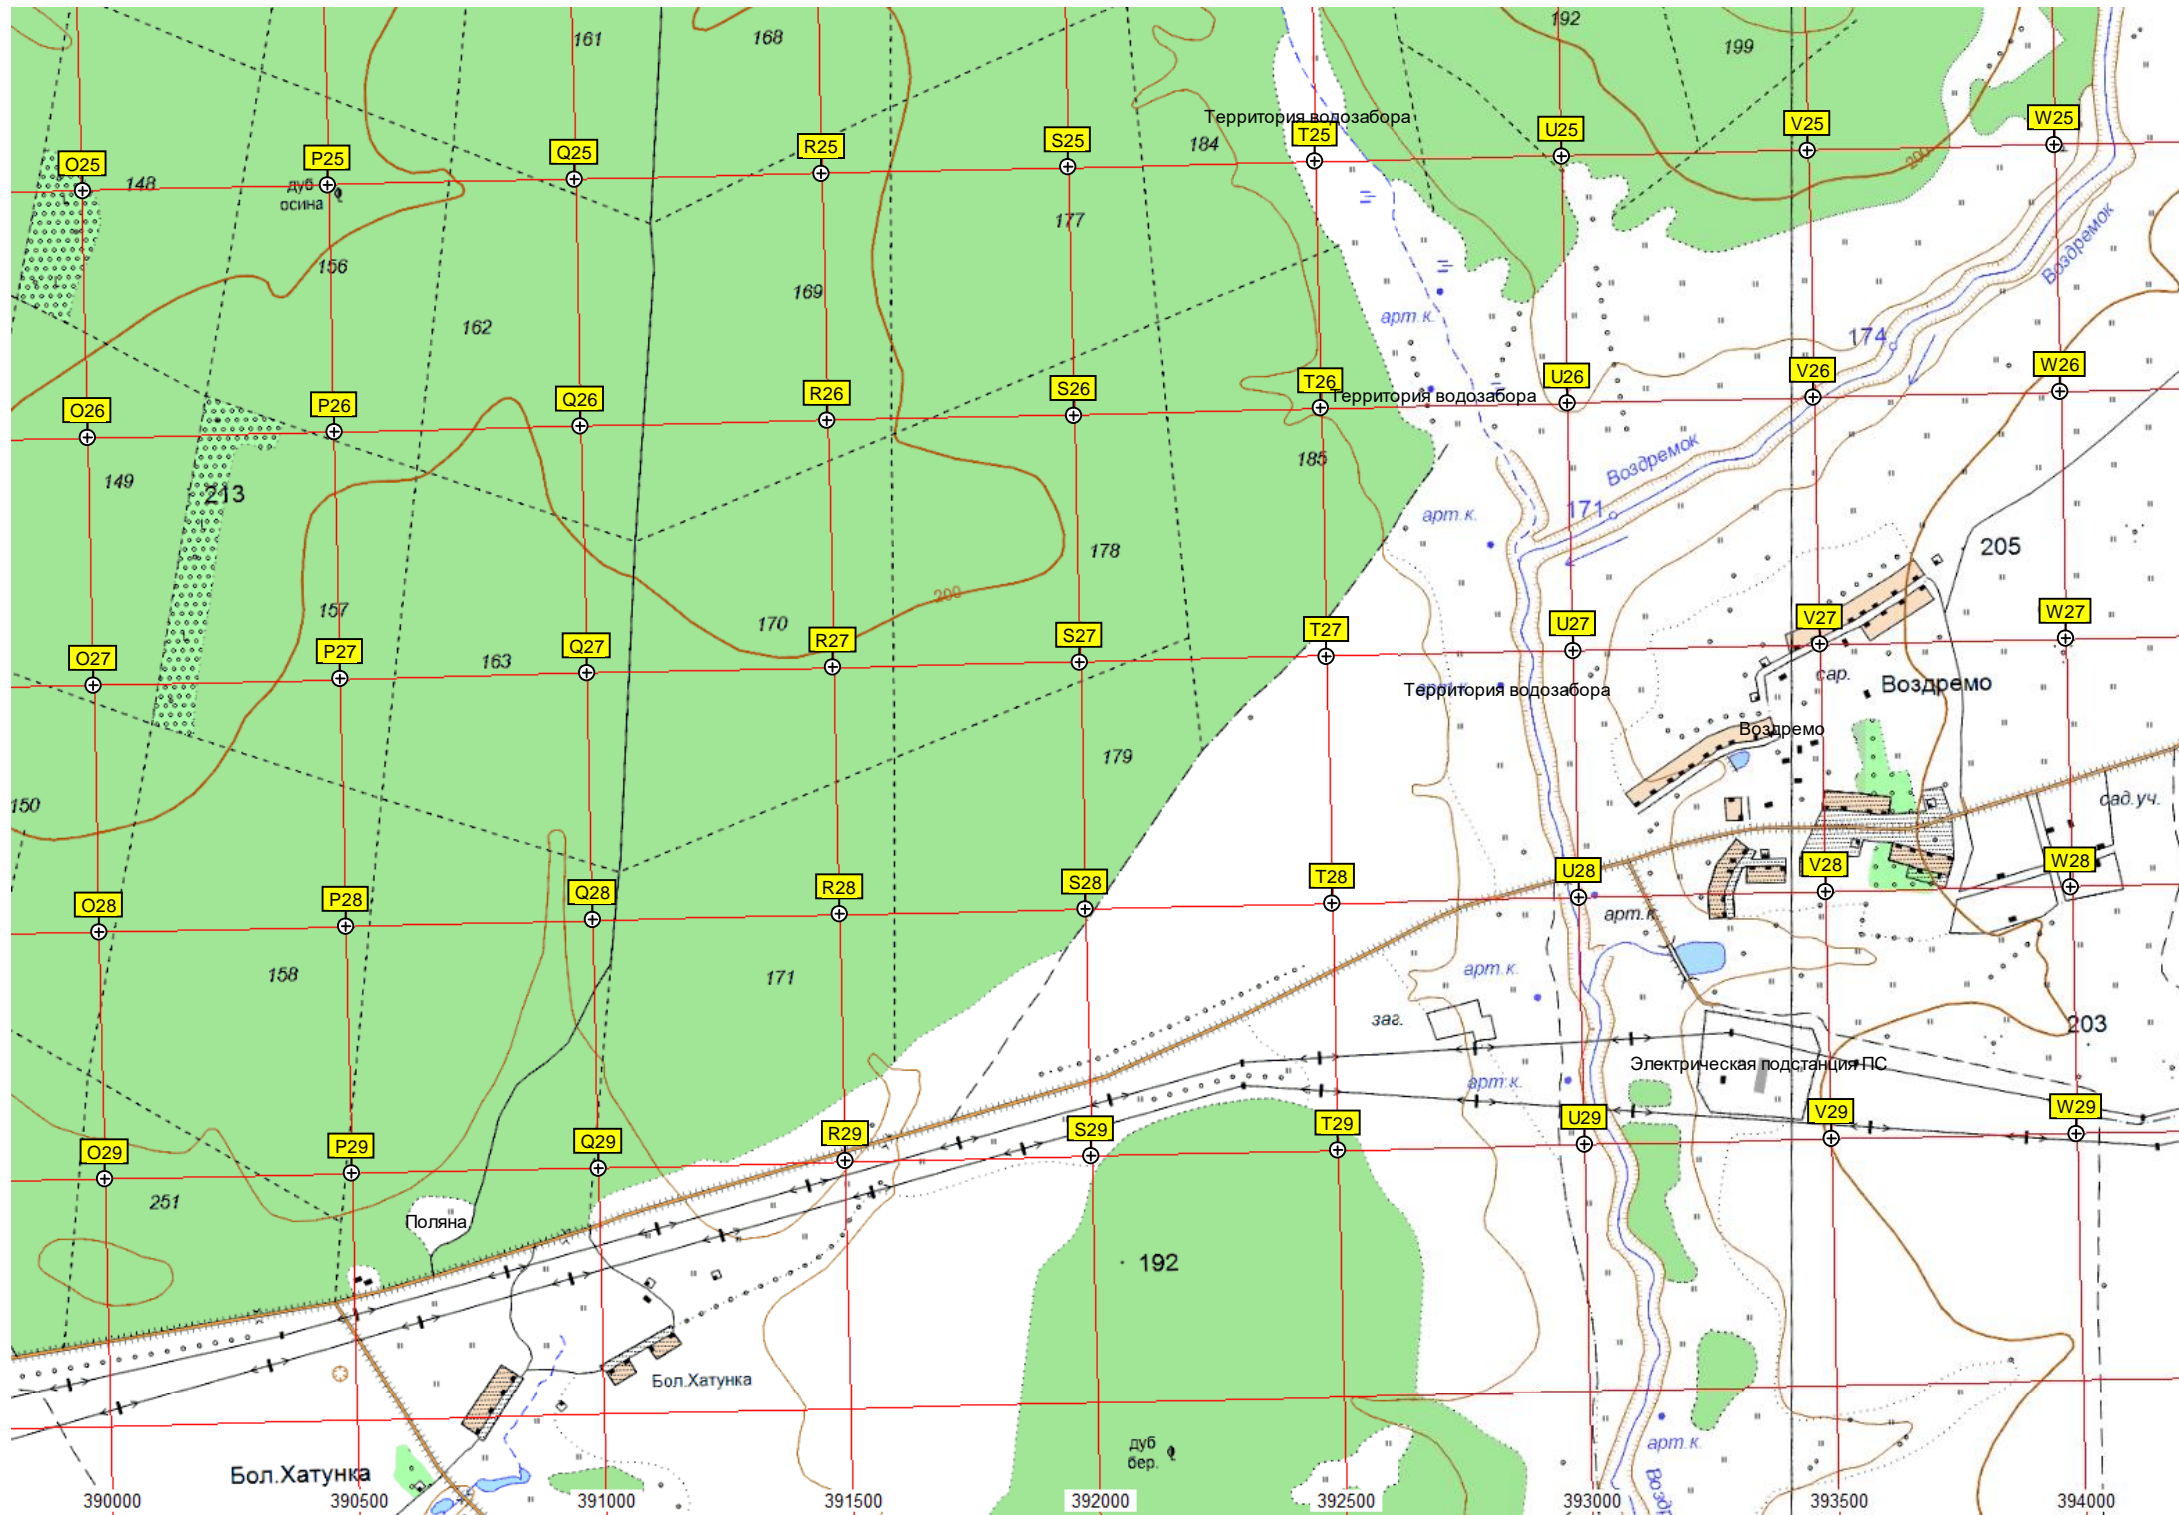 161
168
192
199
Территория водозабора
O25
P25
Q25
R25
S25
T25
U25
V25
W25
148
дуб
осина
184
200
177
156
Воздремок
162
169
арт.к.
174
O26
P26
Q26
R26
S26
T26
U26
V26
W26
Территория водозабора
149
213
185
Воздремок
арт.к.
171
178
205
157
200
170
163
O27
P27
Q27
R27
S27
T27
U27
V27
W27
сар.
Воздремо
Территория водозабора
Воздремо
179
150
сад.уч.
O28
P28
Q28
R28
S28
T28
U28
V28
W28
арт.к.
158
171
арт.к.
заг.
203
Электрическая подстанция ПС
арт.к.
O29
P29
Q29
R29
S29
T29
U29
V29
W29
251
Поляна
192
Бол.Хатунка
дуб
бер.
арт.к.
Бол.Хатунка
390000
390500
391000
391500
392000
392500
393000
393500
394000